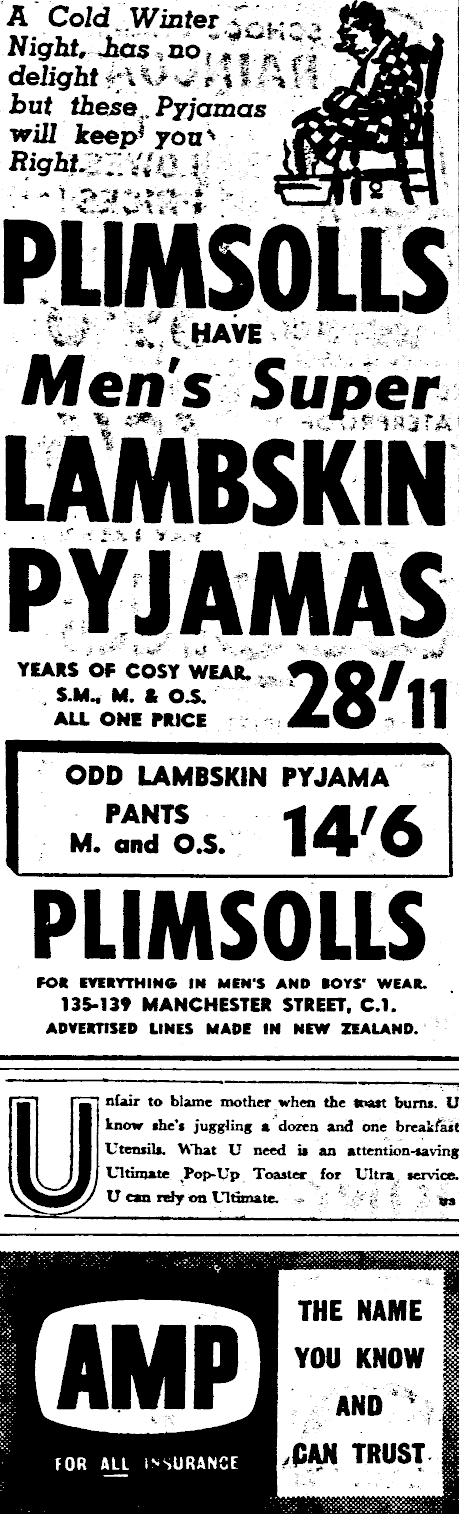 A Cold Winter
Night, has no
delight
but these Pyjamas
will keep you
Right.
PLIMSOLLS
HAVE
Men's Super
LAMBSKIN
PYJAMAS
YEARS OF COSY WEAR.
S.M., M. & O.S.
ALL ONE PRICE
28/11
ODD LAMBSKIN PYJAMA
PANTS
M. and O.S.
14/6
PLIMSOLLS
FOR EVERYTHING IN MEN'S AND BOYS' WEAR.
135-139 MANCHESTER STREET, C.1.
ADVERTISED LINES MADE IN NEW ZEALAND.
Unfair to blame mother when the toast burns. U
know she's juggling a dozen and one breakfast
Utensils. What U need is an attention-saving
Ultimate Pop-Up Toaster for Ultra service.
U can rely on Ultimate. U5
AMP
FOR ALL INSURANCE
THE NAME
YOU KNOW
AND
CAN TRUST